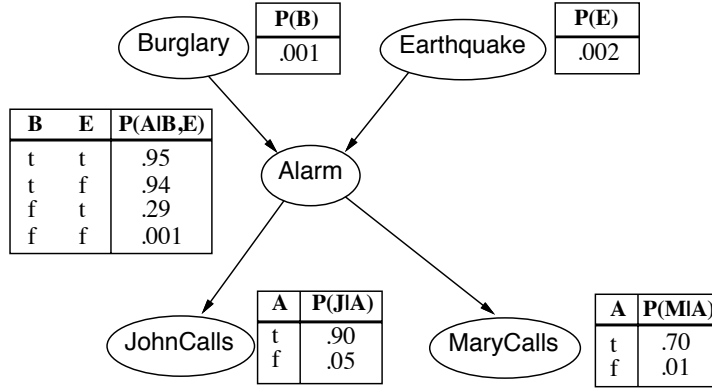 Burglary
P(B)
.001
Earthquake
P(E)
.002
B E P(A|B,E)
t t .95
t f .94
f t .29
f f .001
Alarm
JohnCalls
A P(J|A)
t .90
f .05
MaryCalls
A P(M|A)
t .70
f .01